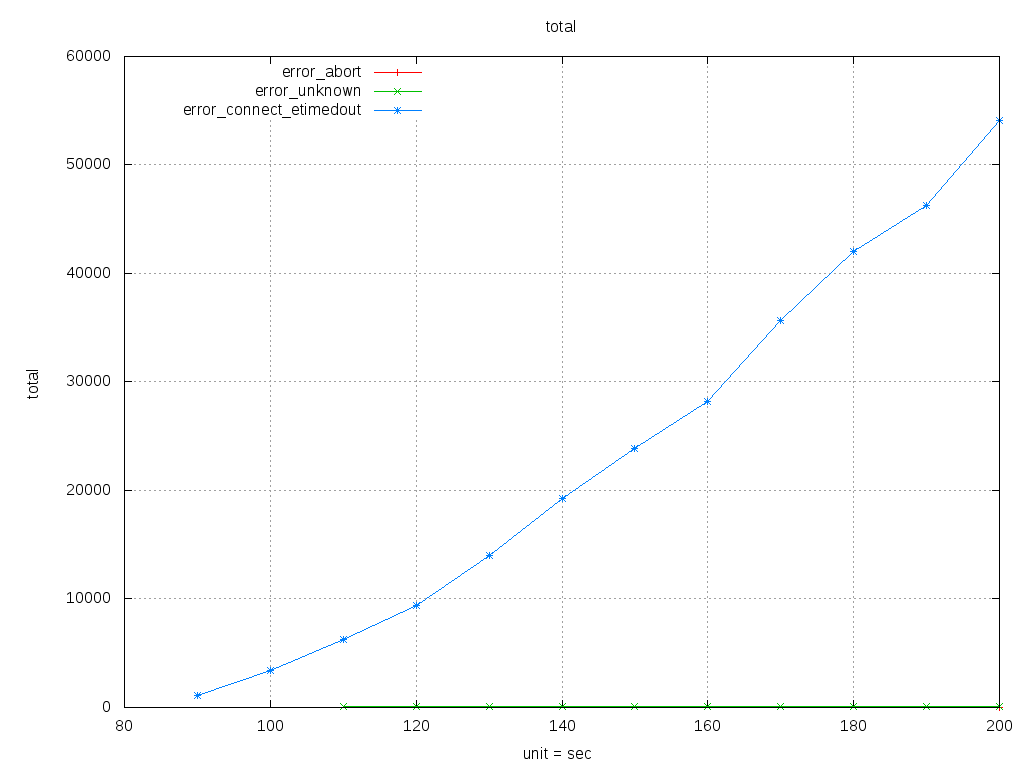 total
60000
50000
40000
30000
20000
10000
0
error_abort
error_unknown
error_connect_etimedout
total
80 100 120 140 160 180 200
unit = sec